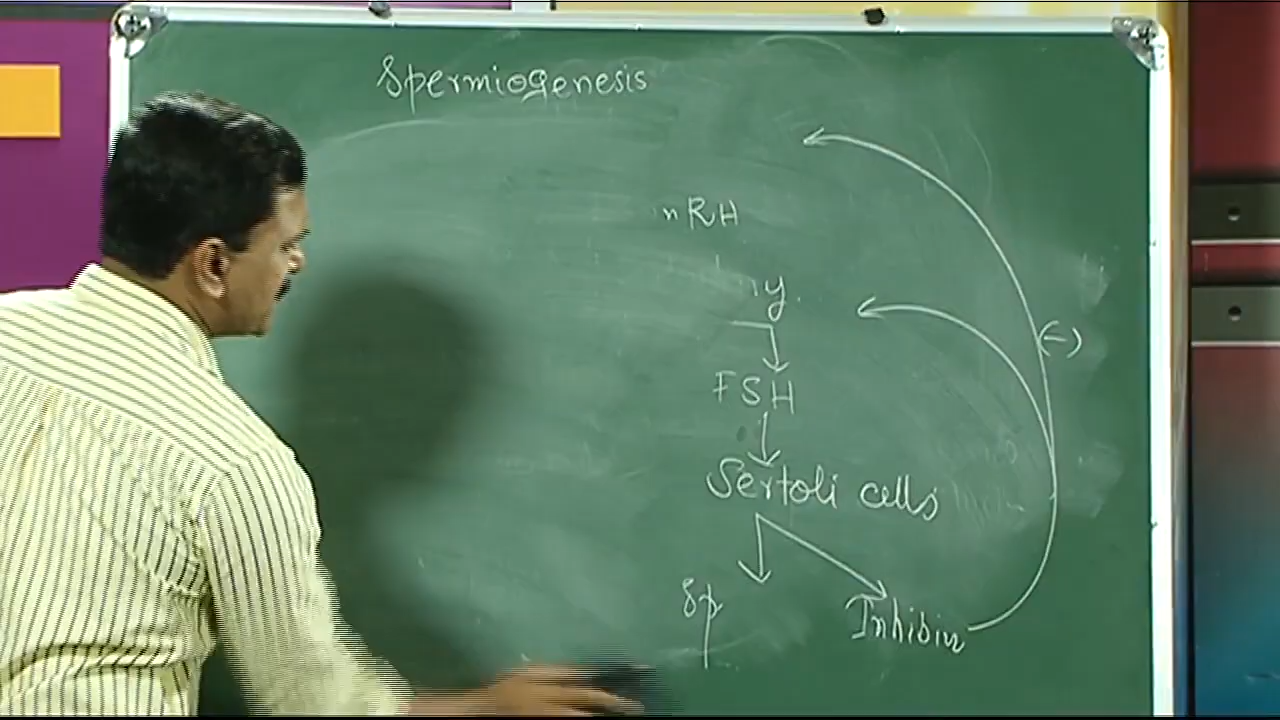 Spermiogenesis
nRH
y.
(-)
FSH
Sertoli cells
Sp
Inhibin